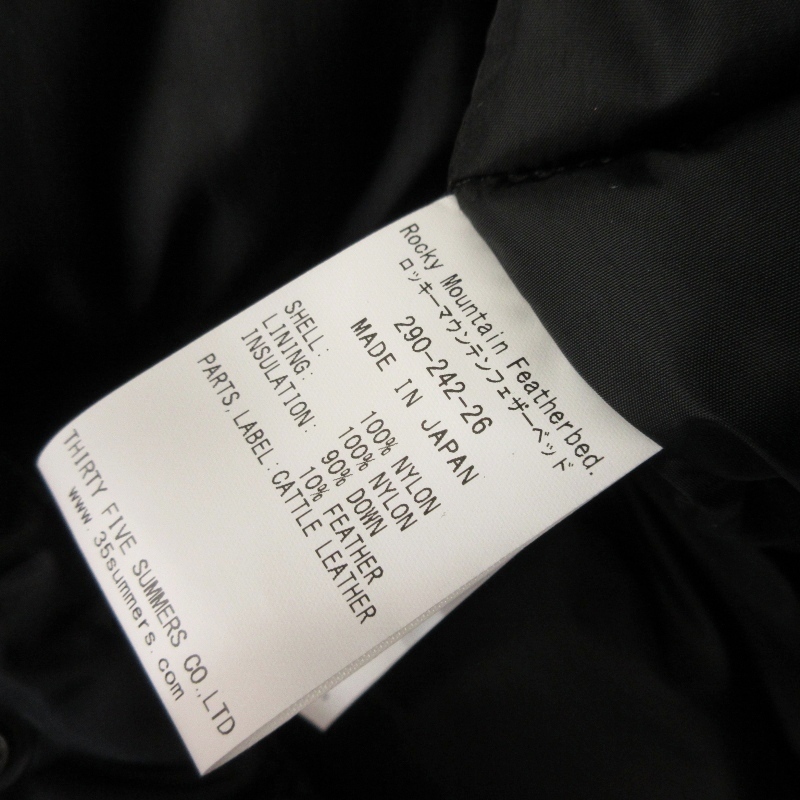 Rocky Mountain Featherbed.
ロッキーマウンテンフェザーベッド
290-242-26
MADE IN JAPAN
SHELL: 100% NYLON
LINING: 100% NYLON
INSULATION: 90% DOWN
10% FEATHER
PARTS, LABEL: CATTLE LEATHER
THIRTY FIVE SUMMERS CO.,LTD
www.35summers.com